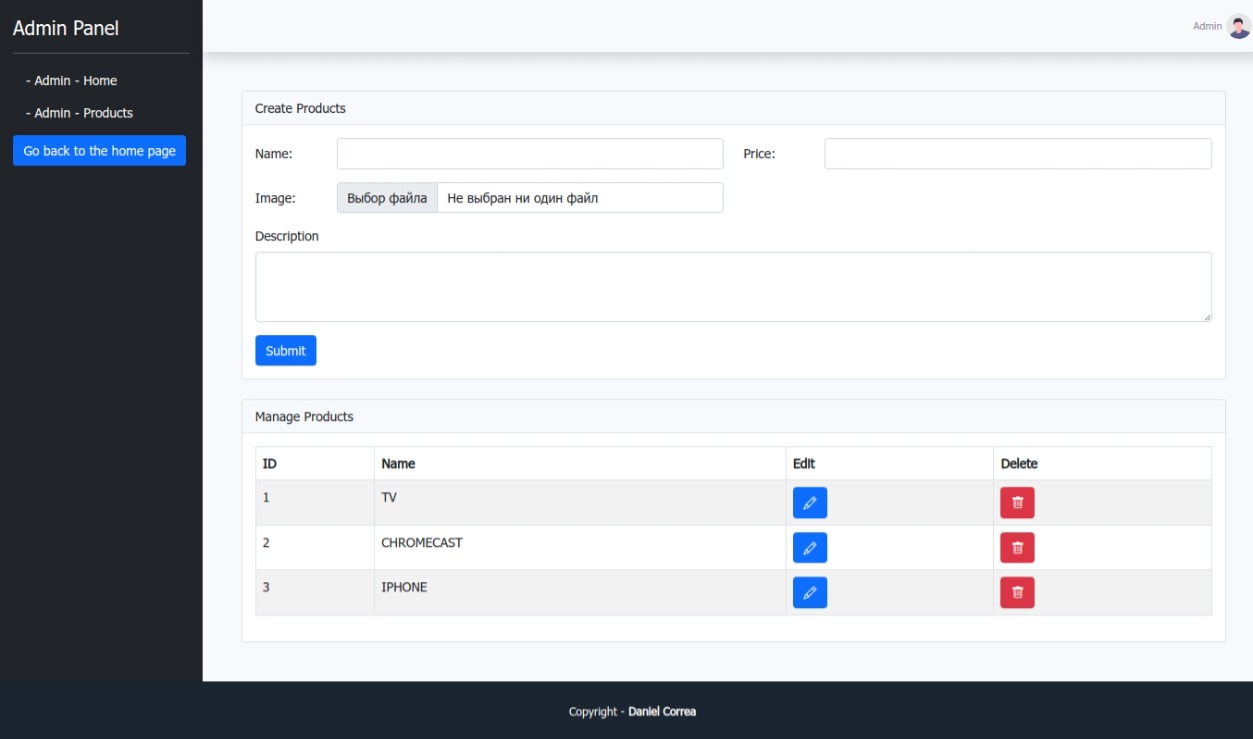 Admin Panel
Admin
- Admin - Home
- Admin - Products
Go back to the home page
Create Products
Name:
Price:
Image:
Выбор файла Не выбран ни один файл
Description
Submit
Manage Products
ID Name Edit Delete
1 TV
2 CHROMECAST
3 IPHONE
Copyright - Daniel Correa